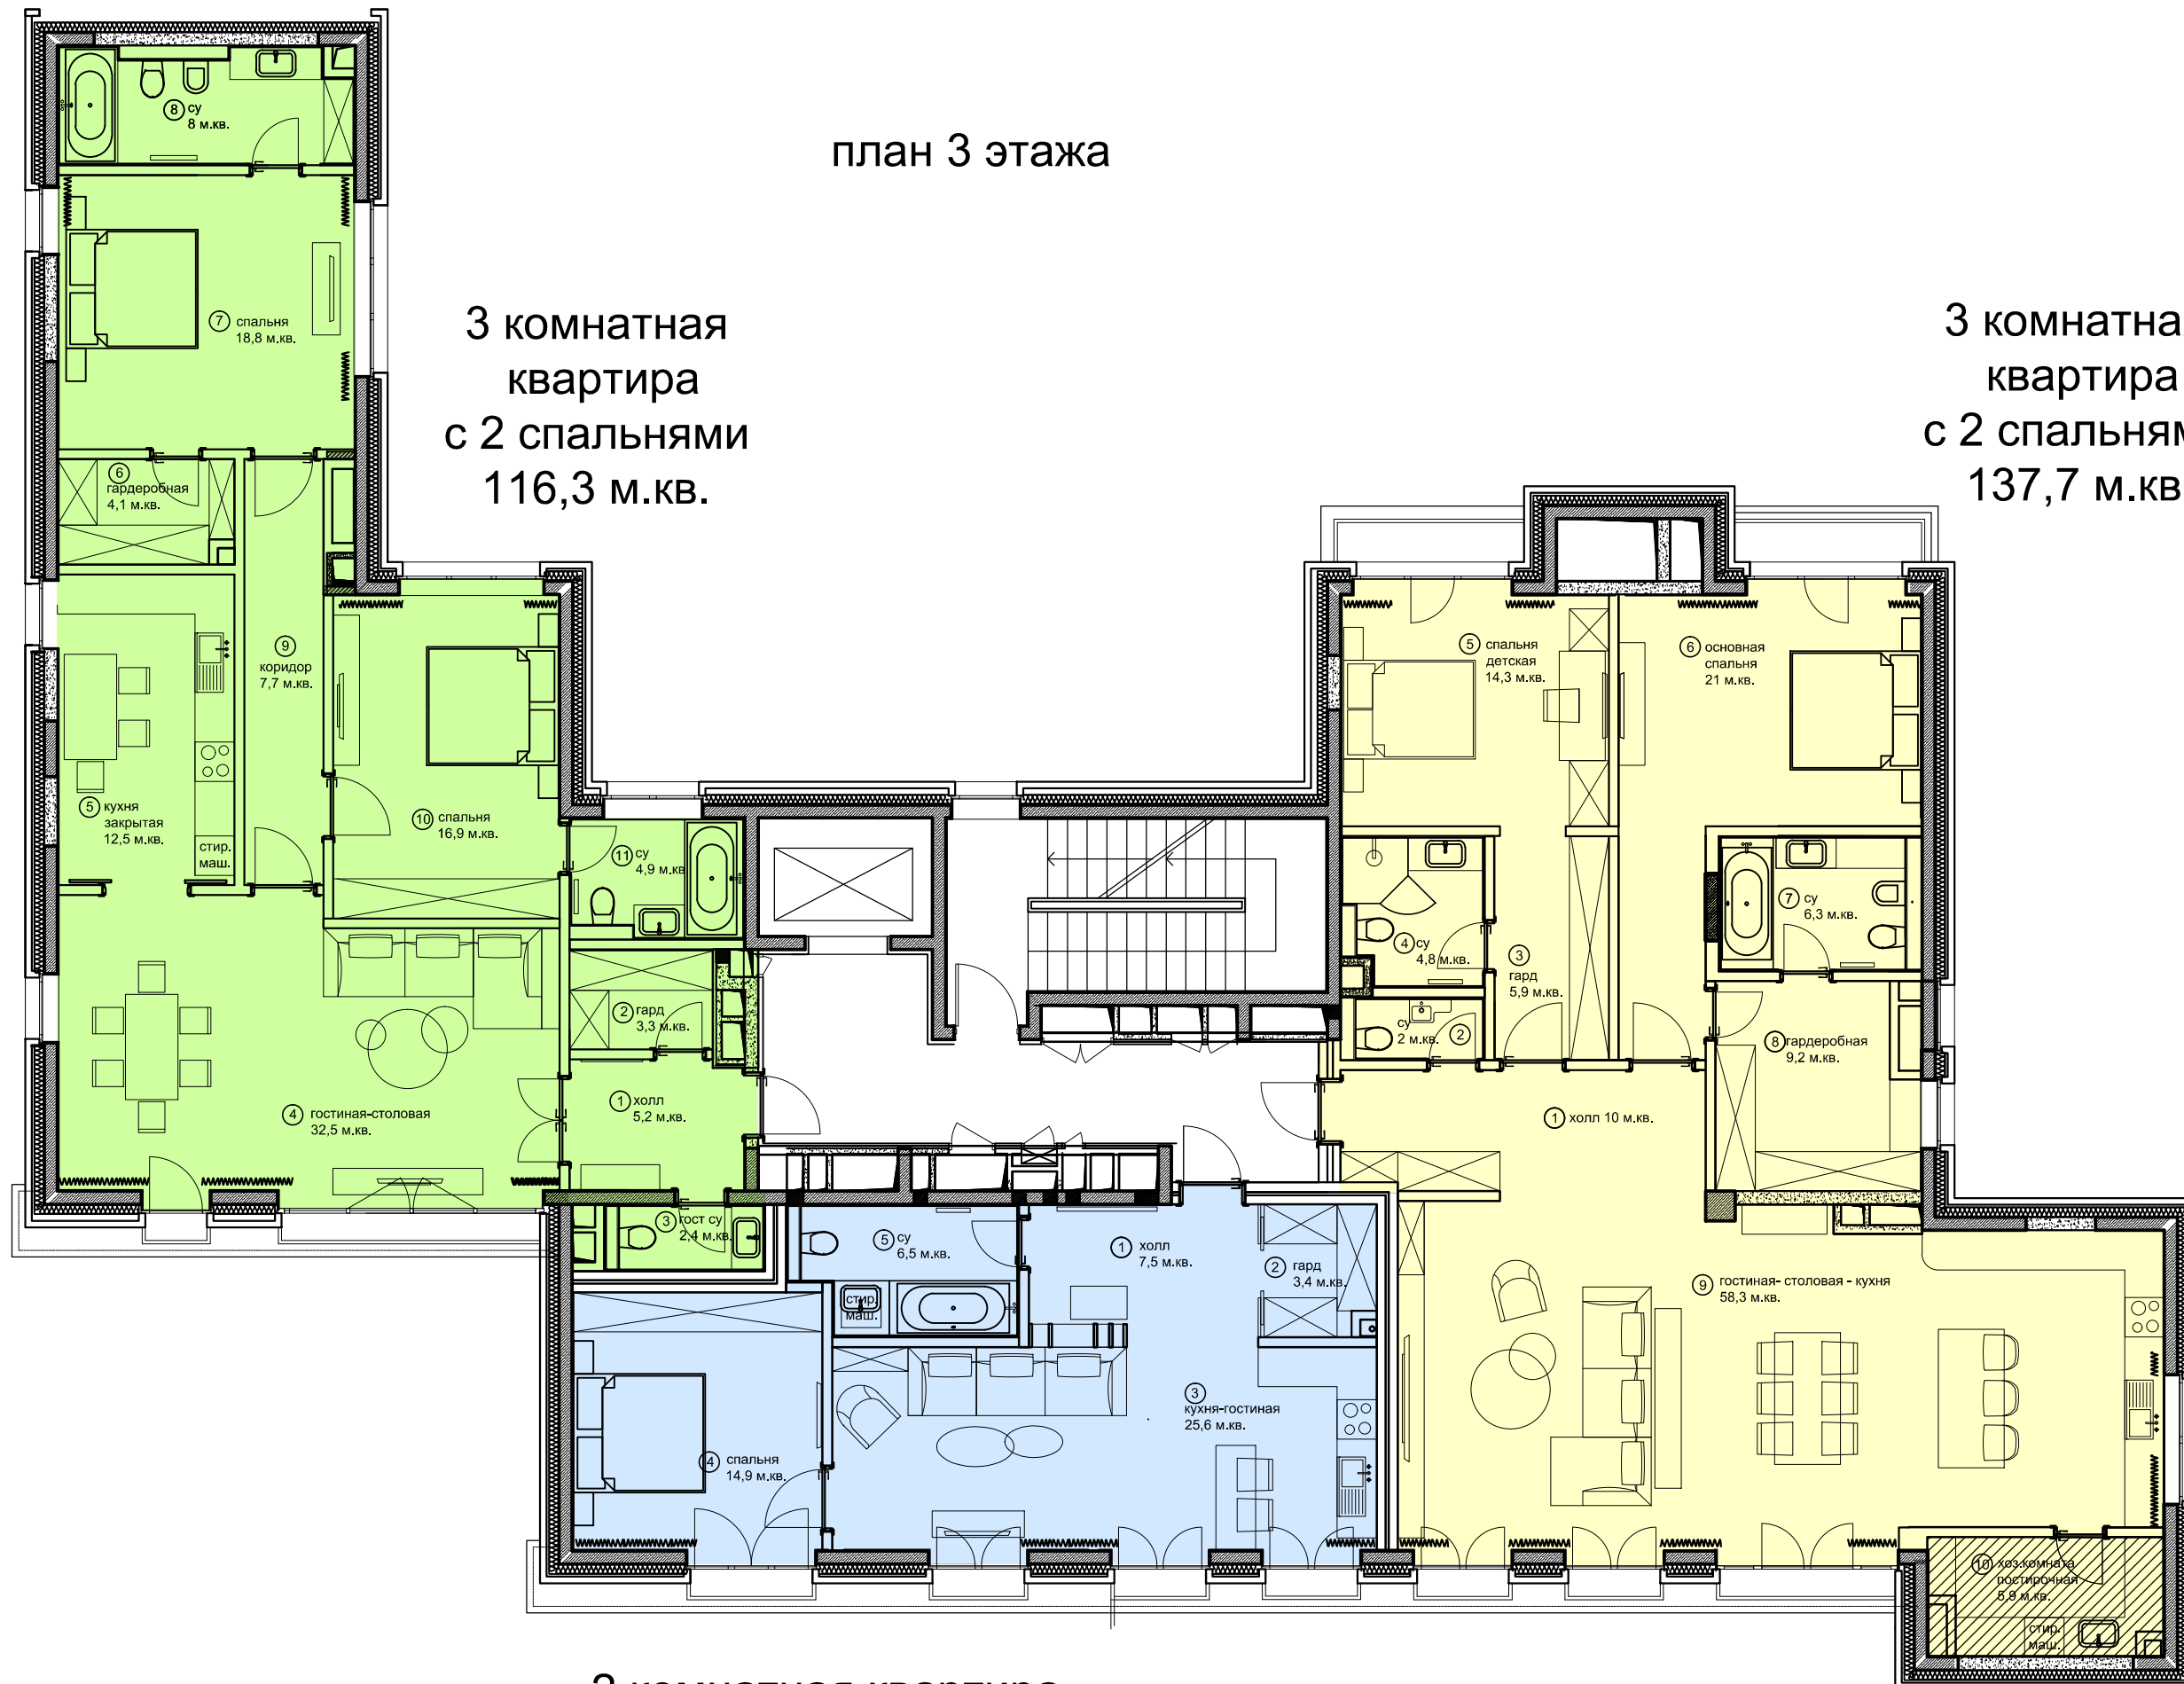 план 3 этажа
3 комнатная
квартира
с 2 спальнями
116,3 м.кв.
3 комнатна
квартира
с 2 спальням
137,7 м.кв
8 су
8 м.кв.
7 спальня
18,8 м.кв.
6
гардеробная
4,1 м.кв.
9
коридор
7,7 м.кв.
5 кухня
закрытая
12,5 м.кв.
стир.
маш.
10 спальня
16,9 м.кв.
11 су
4,9 м.кв
2 гард
3,3 м.кв.
1 холл
5,2 м.кв.
4 гостиная-столовая
32,5 м.кв.
3 гост су
2,4 м.кв.
5 су
6,5 м.кв.
стир.
маш.
1 холл
7,5 м.кв.
2 гард
3,4 м.кв.
3
кухня-гостиная
25,6 м.кв.
4 спальня
14,9 м.кв.
5 спальня
детская
14,3 м.кв.
6 основная
спальня
21 м.кв.
4 су
4,8 м.кв.
3
гард
5,9 м.кв.
су
2 м.кв. 2
7 су
6,3 м.кв.
8 гардеробная
9,2 м.кв.
1 холл 10 м.кв.
9 гостиная- столовая - кухня
58,3 м.кв.
10 хоз.комната
постирочная
5,9 м.кв.
стир.
маш.
2 комнатная квартира